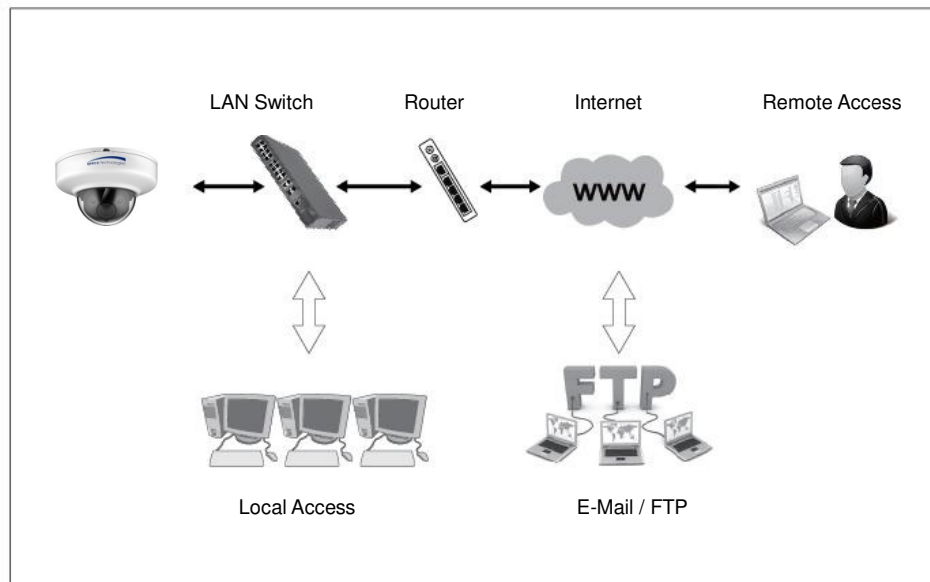 LAN Switch
Router
Internet
Remote Access
WWW
FTP
Local Access
E-Mail / FTP